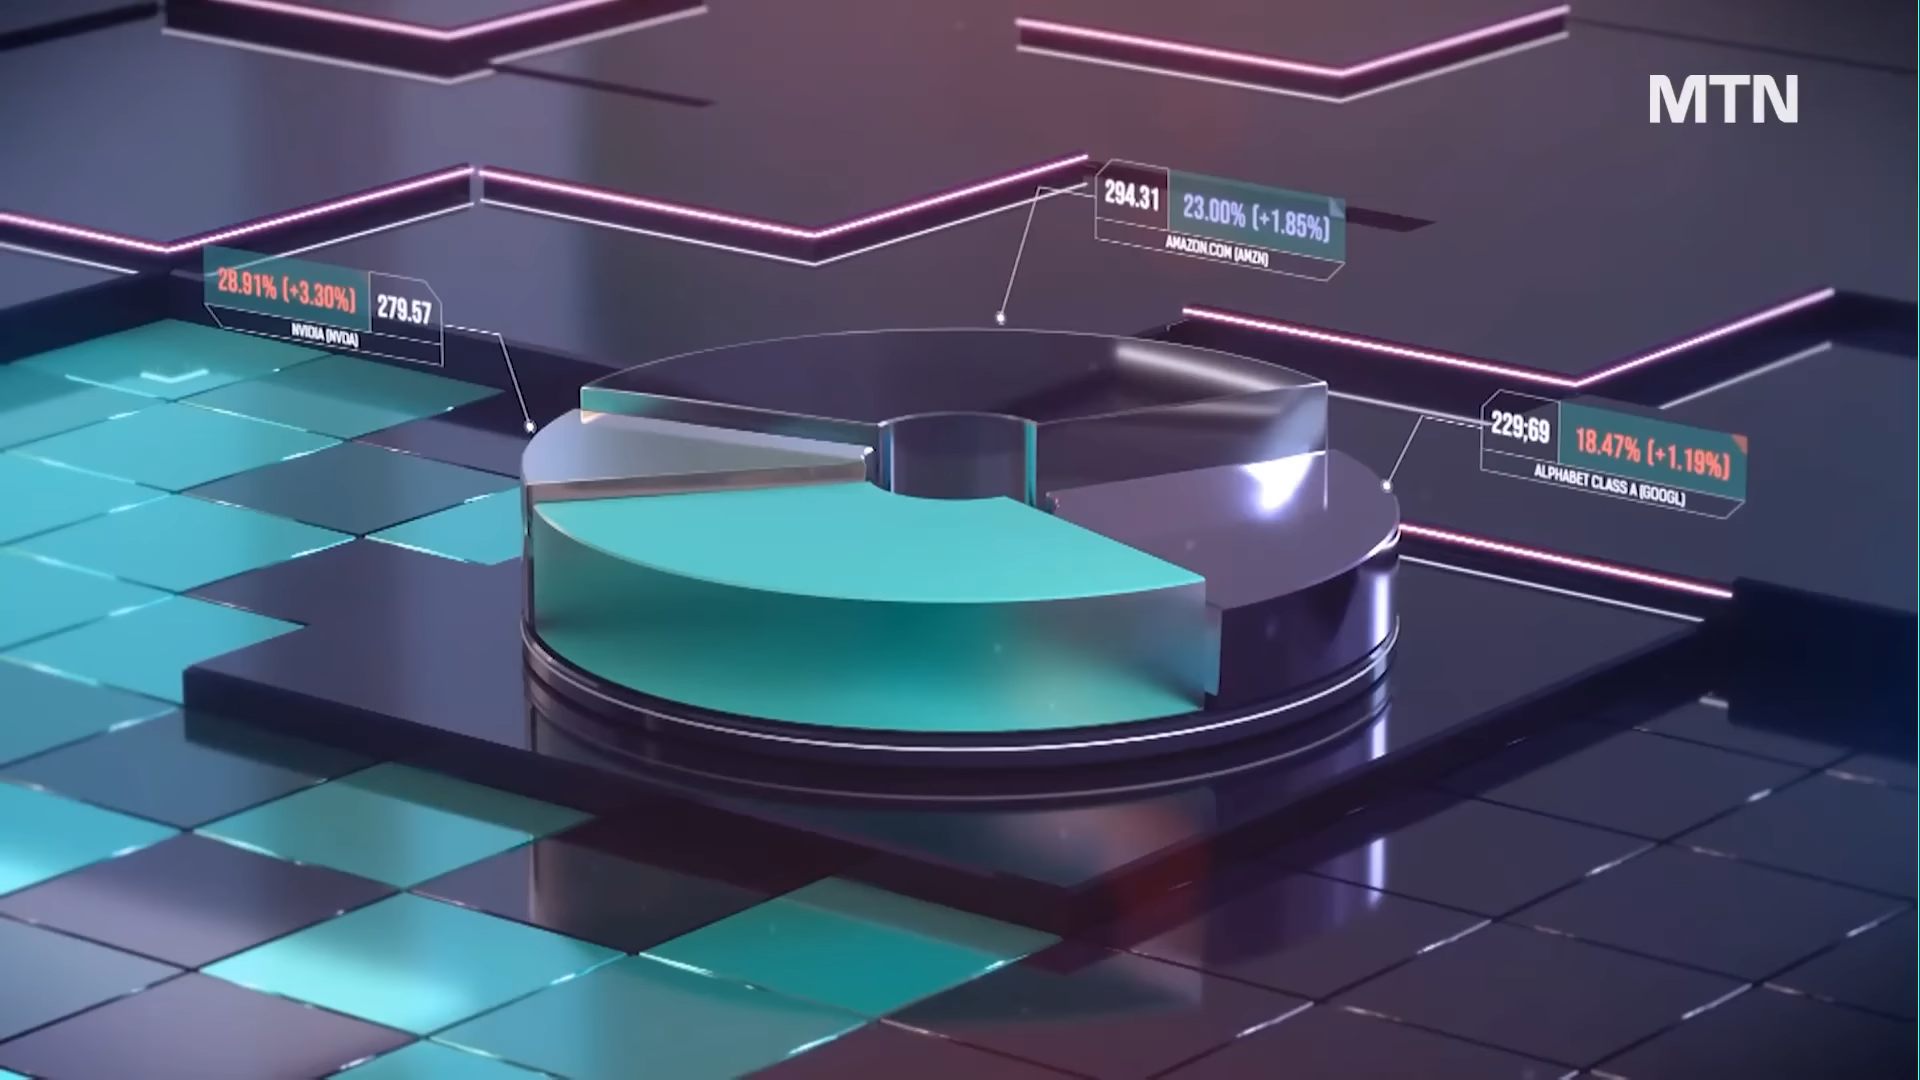 MTN
294.31 23.00% (+1.85%)
AMAZON.COM (AMZN)
28.91% (+3.30%) 279.57
NVIDIA (NVDA)
229;69 18.47% (+1.19%)
ALPHABET CLASS A (GOOGL)